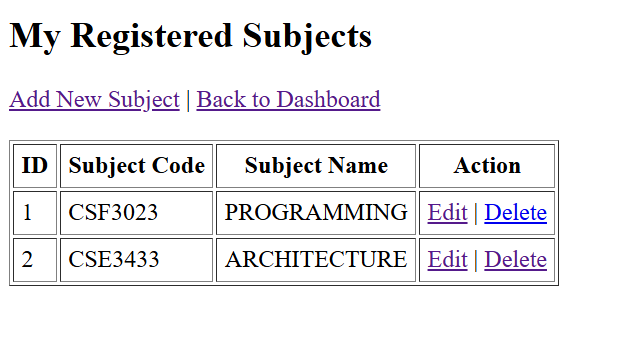 My Registered Subjects
Add New Subject | Back to Dashboard
ID Subject Code Subject Name Action
1 CSF3023 PROGRAMMING Edit | Delete
2 CSE3433 ARCHITECTURE Edit | Delete